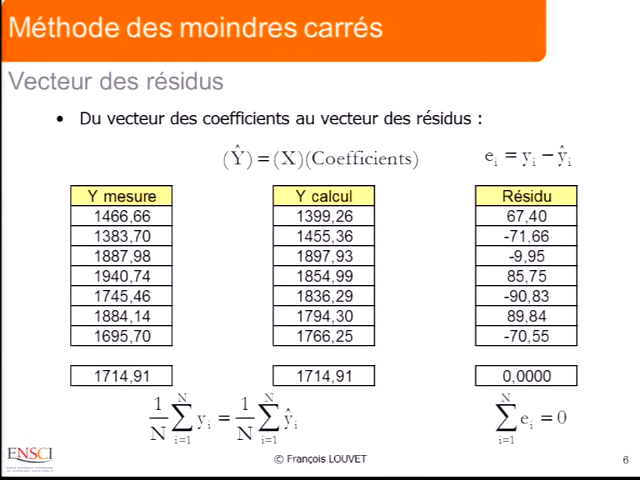 Méthode des moindres carrés
Vecteur des résidus
• Du vecteur des coefficients au vecteur des résidus :
(Ŷ) = (X)(Coefficients) eᵢ = yᵢ − ŷᵢ
Y mesure Y calcul Résidu
1466,66 1399,26 67,40
1383,70 1455,36 -71,66
1887,98 1897,93 -9,95
1940,74 1854,99 85,75
1745,46 1836,29 -90,83
1884,14 1794,30 89,84
1695,70 1766,25 -70,55
1714,91 1714,91 0,0000
1/N ∑ᵢ₌₁ᴺ yᵢ = 1/N ∑ᵢ₌₁ᴺ ŷᵢ ∑ᵢ₌₁ᴺ eᵢ = 0
ENSCI
© François LOUVET
6